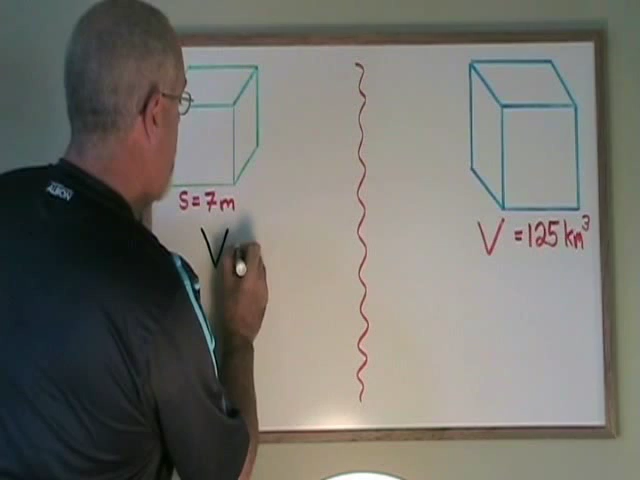 S = 7m
V
V = 125 km³